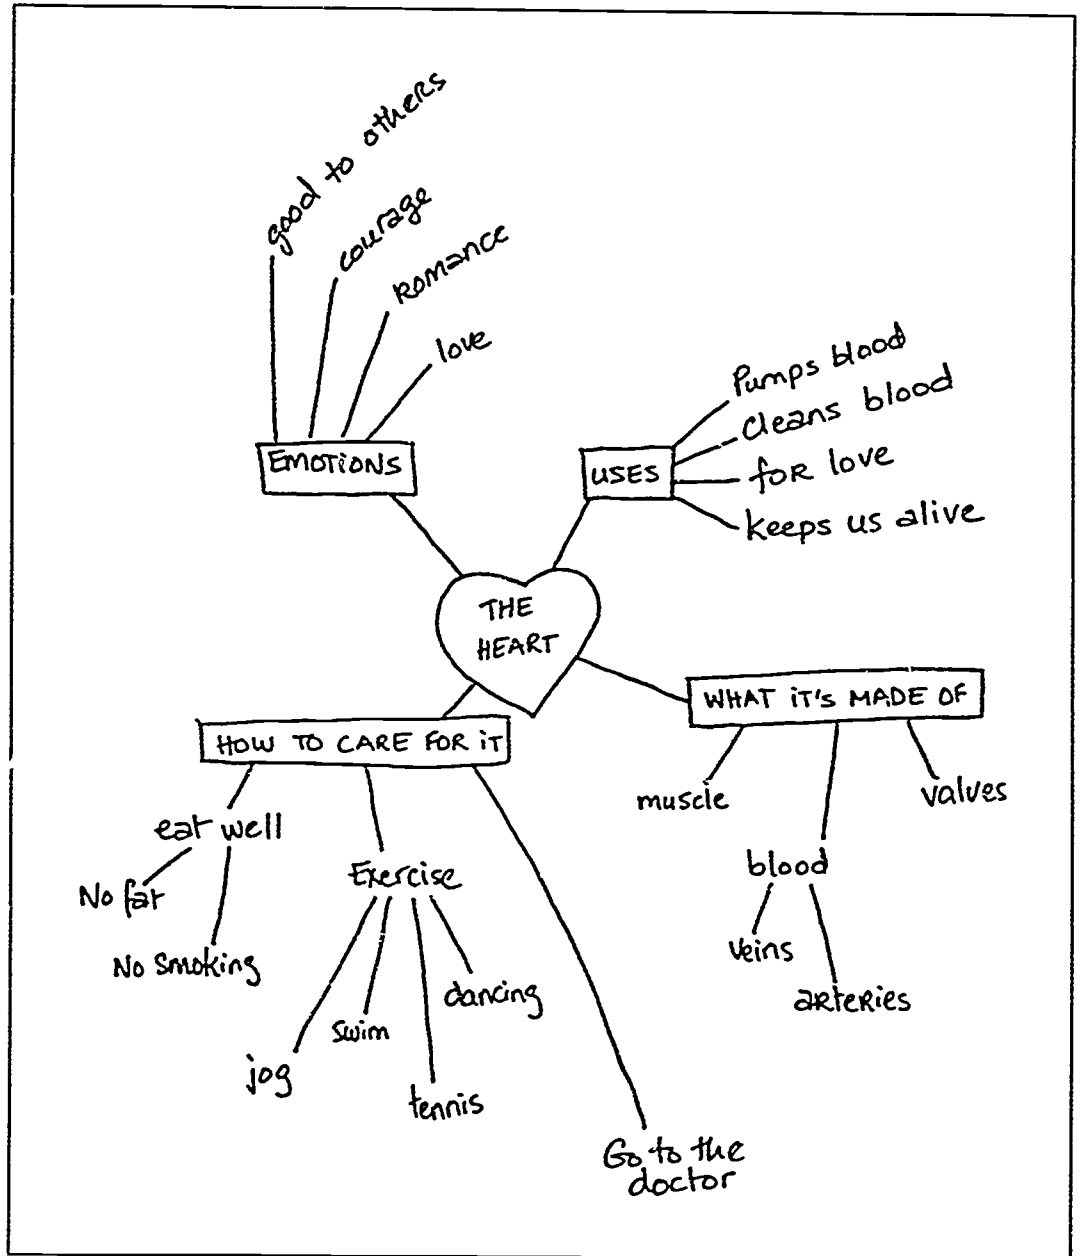 good to others
courage
Romance
love
EMOTIONS
Pumps blood
cleans blood
foR love
keeps us alive
USES
THE
HEART
WHAT iT'S MADE OF
muscle
valves
blood
veins
aRteRies
HOW TO CARE FOR iT
eat well
No fat
No smoking
Exercise
jog
swim
tennis
dancing
Go to the
doctor